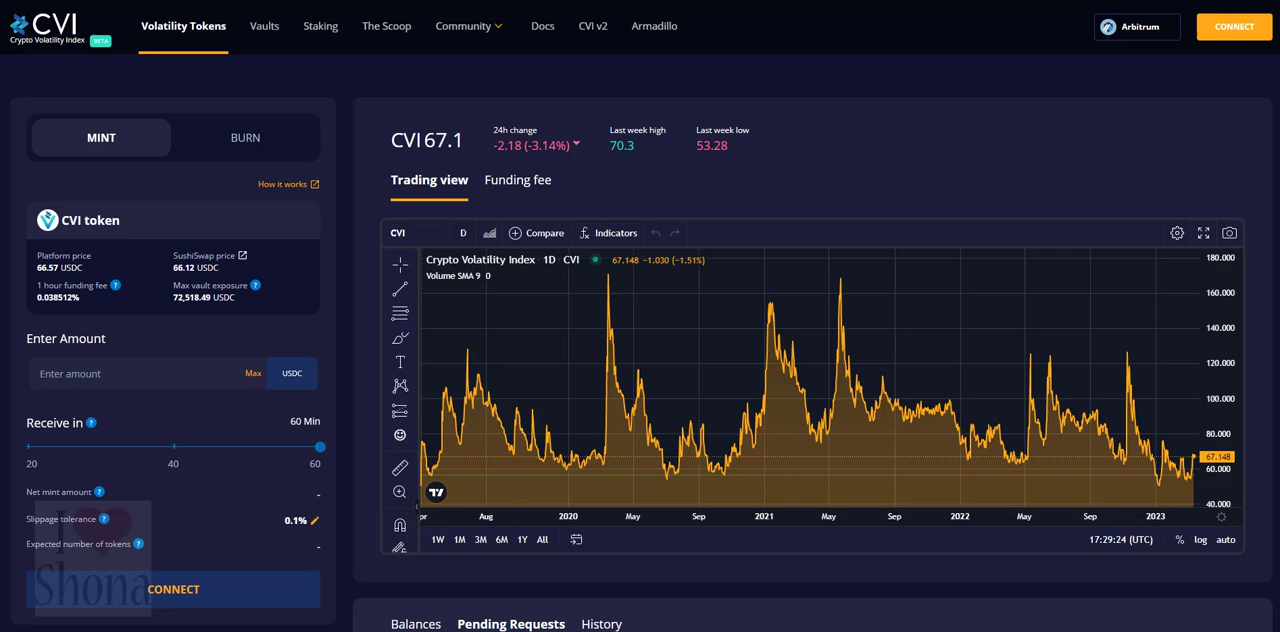 CVI
Crypto Volatility Index BETA
Volatility Tokens Vaults Staking The Scoop Community Docs CVI v2 Armadillo
Arbitrum
CONNECT
MINT BURN
How it works
CVI token
Platform price SushiSwap price
66.57 USDC 66.12 USDC
1 hour funding fee ? Max vault exposure ?
0.038512% 72,518.49 USDC
Enter Amount
Enter amount Max USDC
Receive in ? 60 Min
20 40 60
Net mint amount ? -
Slippage tolerance ? 0.1%
Expected number of tokens ? -
CONNECT
I
Shona
CVI 67.1
24h change Last week high Last week low
-2.18 (-3.14%) 70.3 53.28
Trading view Funding fee
CVI D Compare Indicators
Crypto Volatility Index 1D CVI 67.148 −1.030 (−1.51%)
Volume SMA 9 0
180.000
160.000
140.000
120.000
100.000
80.000
67.148
60.000
40.000
pr Aug 2020 May Sep 2021 May Sep 2022 May Sep 2023
1W 1M 3M 6M 1Y All 17:29:24 (UTC) % log auto
Balances Pending Requests History